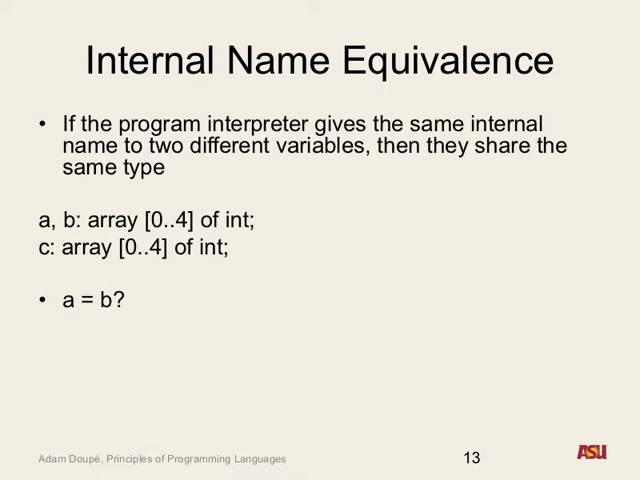 Internal Name Equivalence
• If the program interpreter gives the same internal
name to two different variables, then they share the
same type
a, b: array [0..4] of int;
c: array [0..4] of int;
• a = b?
Adam Doupé, Principles of Programming Languages
13
ASU